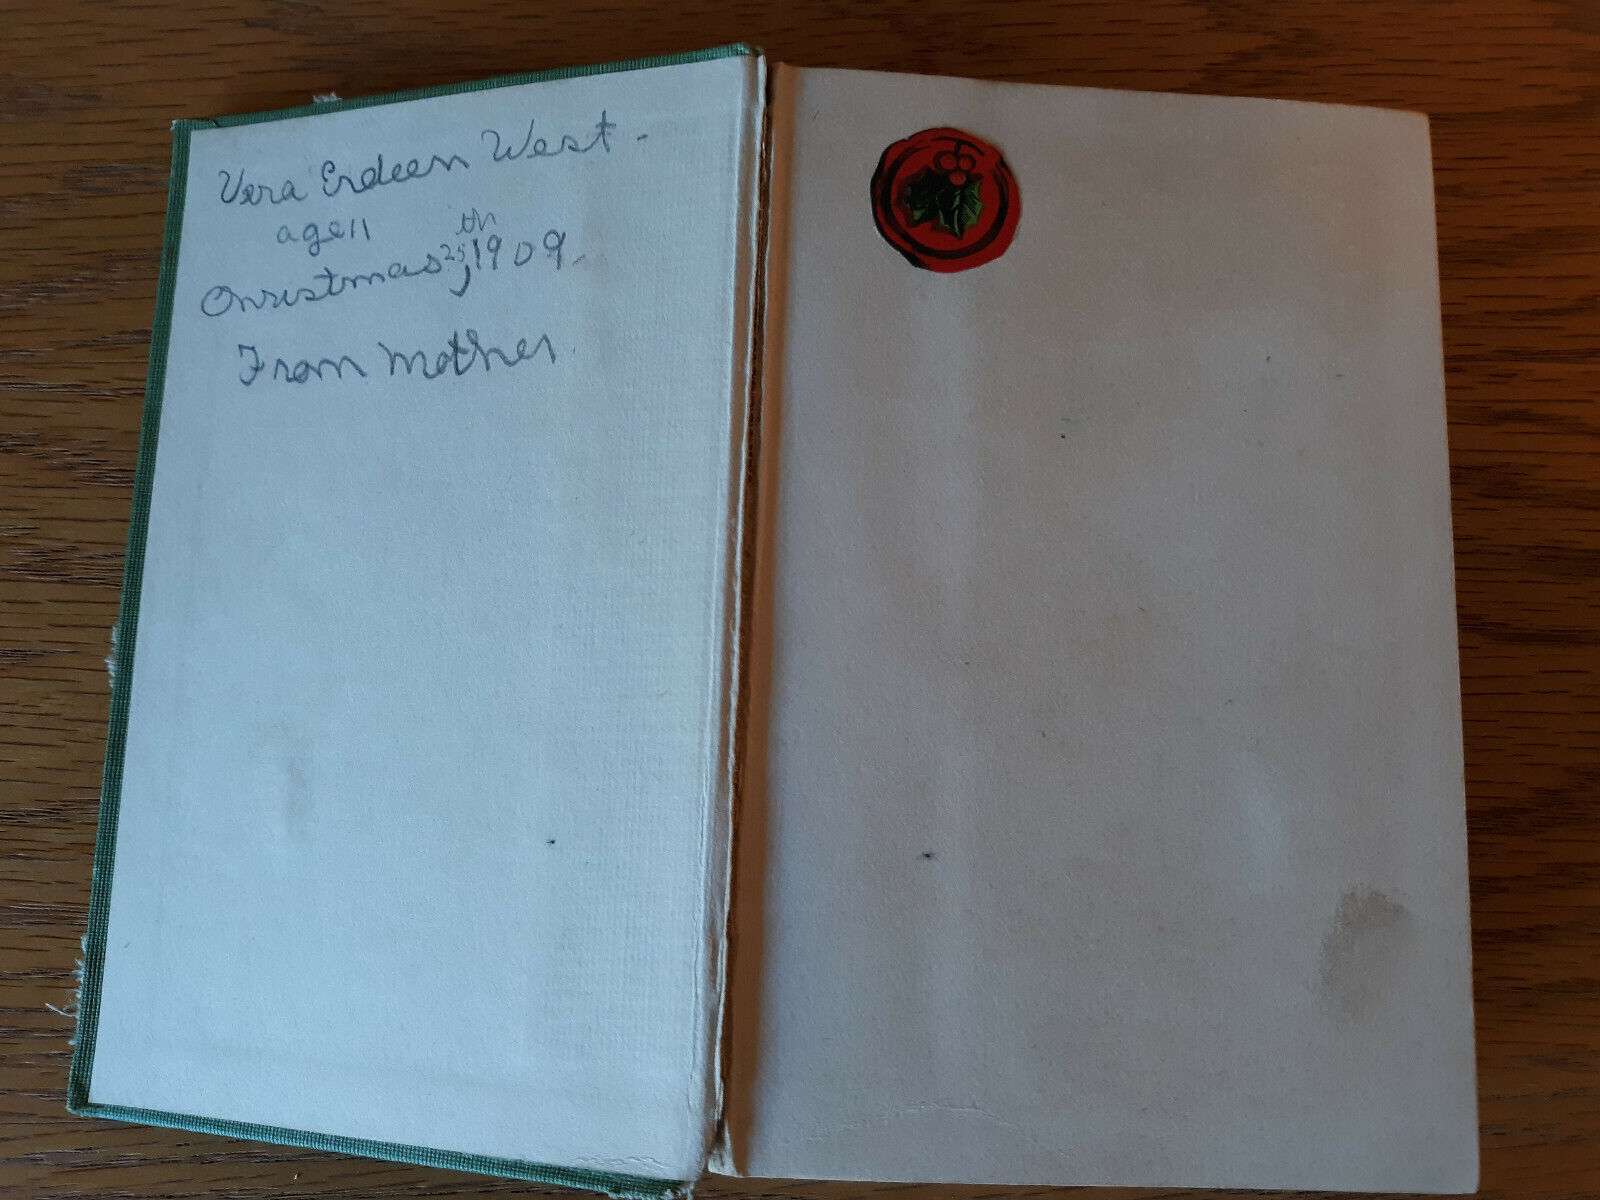 Vera Erdeen West -
age 11
Christmas 25th, 1909.
From Mother.